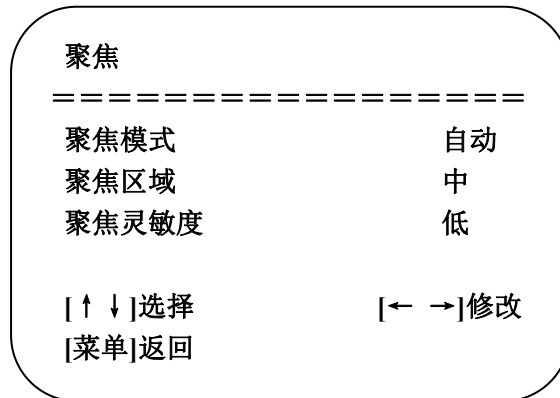 聚焦
=================
聚焦模式 自动
聚焦区域 中
聚焦灵敏度 低
[↑ ↓]选择 [← →]修改
[菜单]返回